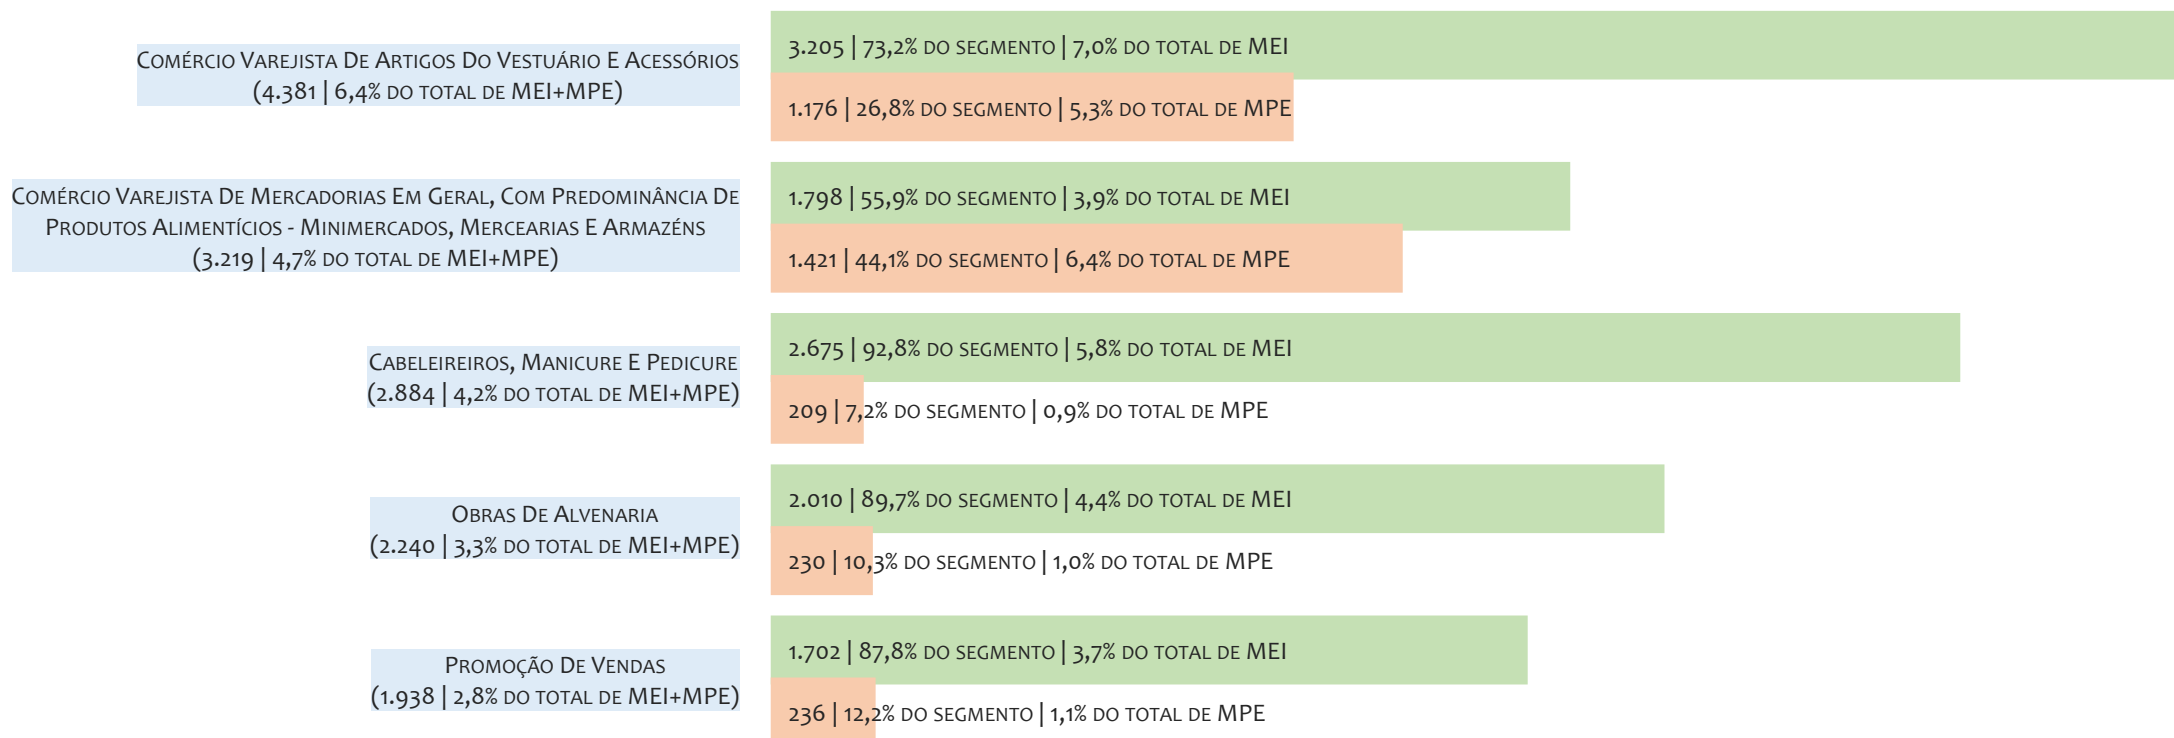 Comércio Varejista De Artigos Do Vestuário E Acessórios
(4.381 | 6,4% do total de MEI+MPE)
3.205 | 73,2% do segmento | 7,0% do total de MEI
1.176 | 26,8% do segmento | 5,3% do total de MPE
Comércio Varejista De Mercadorias Em Geral, Com Predominância De
Produtos Alimentícios - Minimercados, Mercearias E Armazéns
(3.219 | 4,7% do total de MEI+MPE)
1.798 | 55,9% do segmento | 3,9% do total de MEI
1.421 | 44,1% do segmento | 6,4% do total de MPE
Cabeleireiros, Manicure E Pedicure
(2.884 | 4,2% do total de MEI+MPE)
2.675 | 92,8% do segmento | 5,8% do total de MEI
209 | 7,2% do segmento | 0,9% do total de MPE
Obras De Alvenaria
(2.240 | 3,3% do total de MEI+MPE)
2.010 | 89,7% do segmento | 4,4% do total de MEI
230 | 10,3% do segmento | 1,0% do total de MPE
Promoção De Vendas
(1.938 | 2,8% do total de MEI+MPE)
1.702 | 87,8% do segmento | 3,7% do total de MEI
236 | 12,2% do segmento | 1,1% do total de MPE